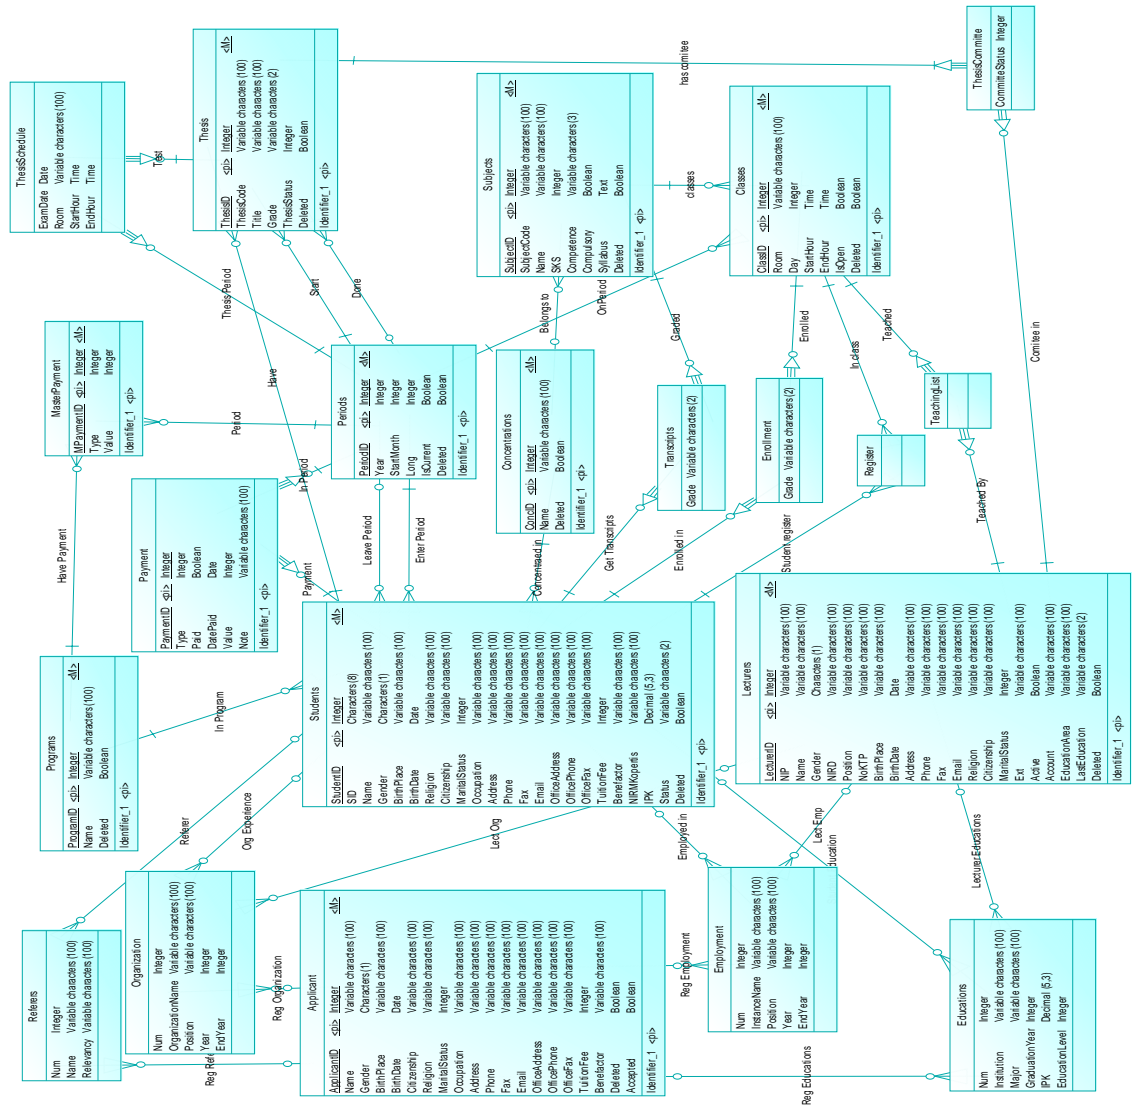 ThesisSchedule
ExamDate Date
Room Variable characters (100)
StartHour Time
EndHour Time
Test
Thesis
ThesisID <pi> Integer <M>
ThesisCode Variable characters (100)
Title Variable characters (100)
Grade Variable characters (2)
ThesisStatus Integer
Deleted Boolean
Identifier_1 <pi>
has comitee
ThesisCommitte
CommitteStatus Integer
Subjects
SubjectID <pi> Integer <M>
SubjectCode Variable characters (100)
Name Variable characters (100)
SKS Integer
Competence Variable characters (3)
Compulsory Boolean
Syllabus Text
Deleted Boolean
Identifier_1 <pi>
classes
Classes
ClassID <pi> Integer <M>
Room Variable characters (100)
Day Integer
StartHour Time
EndHour Time
IsOpen Boolean
Deleted Boolean
Identifier_1 <pi>
Thesis Period
Start
Done
Have
Belongs to
OnPeriod
Graded
Enrolled
In class
Teached
Comitee in
MasterPayment
MPaymentID <pi> Integer <M>
Type Integer
Value Integer
Identifier_1 <pi>
Period
Periods
PeriodID <pi> Integer <M>
Year Integer
StartMonth Integer
Long Integer
IsCurrent Boolean
Deleted Boolean
Identifier_1 <pi>
Concentrations
ConcID <pi> Integer <M>
Name Variable characters (100)
Deleted Boolean
Identifier_1 <pi>
Transcripts
Grade Variable characters (2)
Enrollment
Grade Variable characters (2)
Register
TeachingList
Have Payment
Payment
PaymentID <pi> Integer
Type Integer
Paid Boolean
DatePaid Date
Value Integer
Note Variable characters (100)
Identifier_1 <pi>
In Period
Payment
Leave Period
Enter Period
Concentraed in
Get Transcripts
Enrolled in
Student register
Teached By
Programs
ProgramID <pi> Integer <M>
Name Variable characters (100)
Deleted Boolean
Identifier_1 <pi>
In Program
Students
StudentID <pi> Integer <M>
SID Characters (8)
Name Variable characters (100)
Gender Characters (1)
BirthPlace Variable characters (100)
BirthDate Date
Religion Variable characters (100)
Citizenship Variable characters (100)
MaritalStatus Integer
Occupation Variable characters (100)
Address Variable characters (100)
Phone Variable characters (100)
Fax Variable characters (100)
Email Variable characters (100)
OfficeAddress Variable characters (100)
OfficePhone Variable characters (100)
OfficeFax Variable characters (100)
TuitionFee Integer
Benefactor Variable characters (100)
NIRMKopertis Variable characters (100)
IPK Decimal (5,3)
Status Variable characters (2)
Deleted Boolean
Identifier_1 <pi>
Lecturers
LecturerID <pi> Integer <M>
NIP Variable characters (100)
Name Variable characters (100)
Gender Characters (1)
NIRD Variable characters (100)
Position Variable characters (100)
NoKTP Variable characters (100)
BirthPlace Variable characters (100)
BirthDate Date
Address Variable characters (100)
Phone Variable characters (100)
Fax Variable characters (100)
Email Variable characters (100)
Religion Variable characters (100)
Citizenship Variable characters (100)
MaritalStatus Integer
Ext Variable characters (100)
Active Boolean
Account Variable characters (100)
EducationArea Variable characters (100)
LastEducation Variable characters (2)
Deleted Boolean
Identifier_1 <pi>
Referer
Org Experience
Lect Org
Employed in
Lect Emp
ducation
Lecturer Educations
Referers
Num Integer
Name Variable characters (100)
Relevancy Variable characters (100)
Organization
Num Integer
OrganizationName Variable characters (100)
Position Variable characters (100)
Year Integer
EndYear Integer
Reg Refe
Reg Organization
Applicant
ApplicantID <pi> Integer <M>
Name Variable characters (100)
Gender Characters (1)
BirthPlace Variable characters (100)
BirthDate Date
Citizenship Variable characters (100)
Religion Variable characters (100)
MaritalStatus Integer
Occupation Variable characters (100)
Address Variable characters (100)
Phone Variable characters (100)
Fax Variable characters (100)
Email Variable characters (100)
OfficeAddress Variable characters (100)
OfficePhone Variable characters (100)
OfficeFax Variable characters (100)
TuitionFee Integer
Benefactor Variable characters (100)
Deleted Boolean
Accepted Boolean
Identifier_1 <pi>
Reg Employment
Employment
Num Integer
InstanceName Variable characters (100)
Position Variable characters (100)
Year Integer
EndYear Integer
Reg Educations
Educations
Num Integer
Institution Variable characters (100)
Major Variable characters (100)
GraduationYear Integer
IPK Decimal (5,3)
EducationLevel Integer